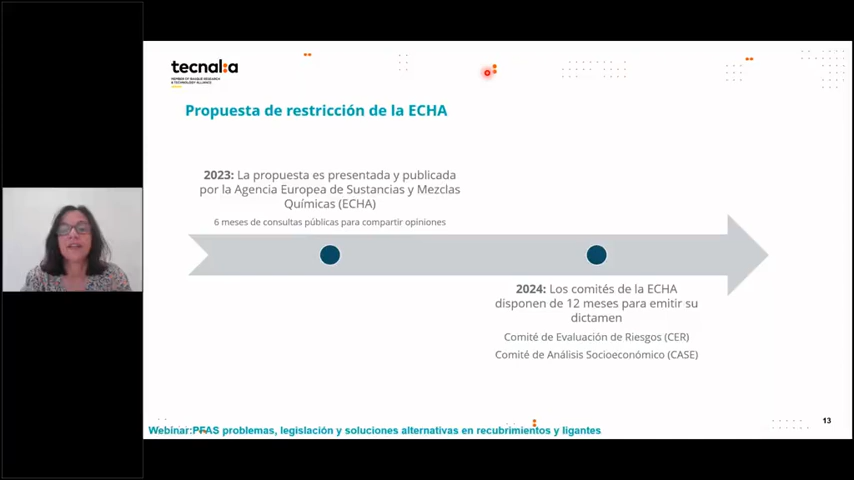 tecnalia
MEMBER OF BASQUE RESEARCH
& TECHNOLOGY ALLIANCE
Propuesta de restricción de la ECHA
2023: La propuesta es presentada y publicada
por la Agencia Europea de Sustancias y Mezclas
Químicas (ECHA)
6 meses de consultas públicas para compartir opiniones
2024: Los comités de la ECHA
disponen de 12 meses para emitir su
dictamen
Comité de Evaluación de Riesgos (CER)
Comité de Análisis Socioeconómico (CASE)
13
Webinar:PFAS problemas, legislación y soluciones alternativas en recubrimientos y ligantes